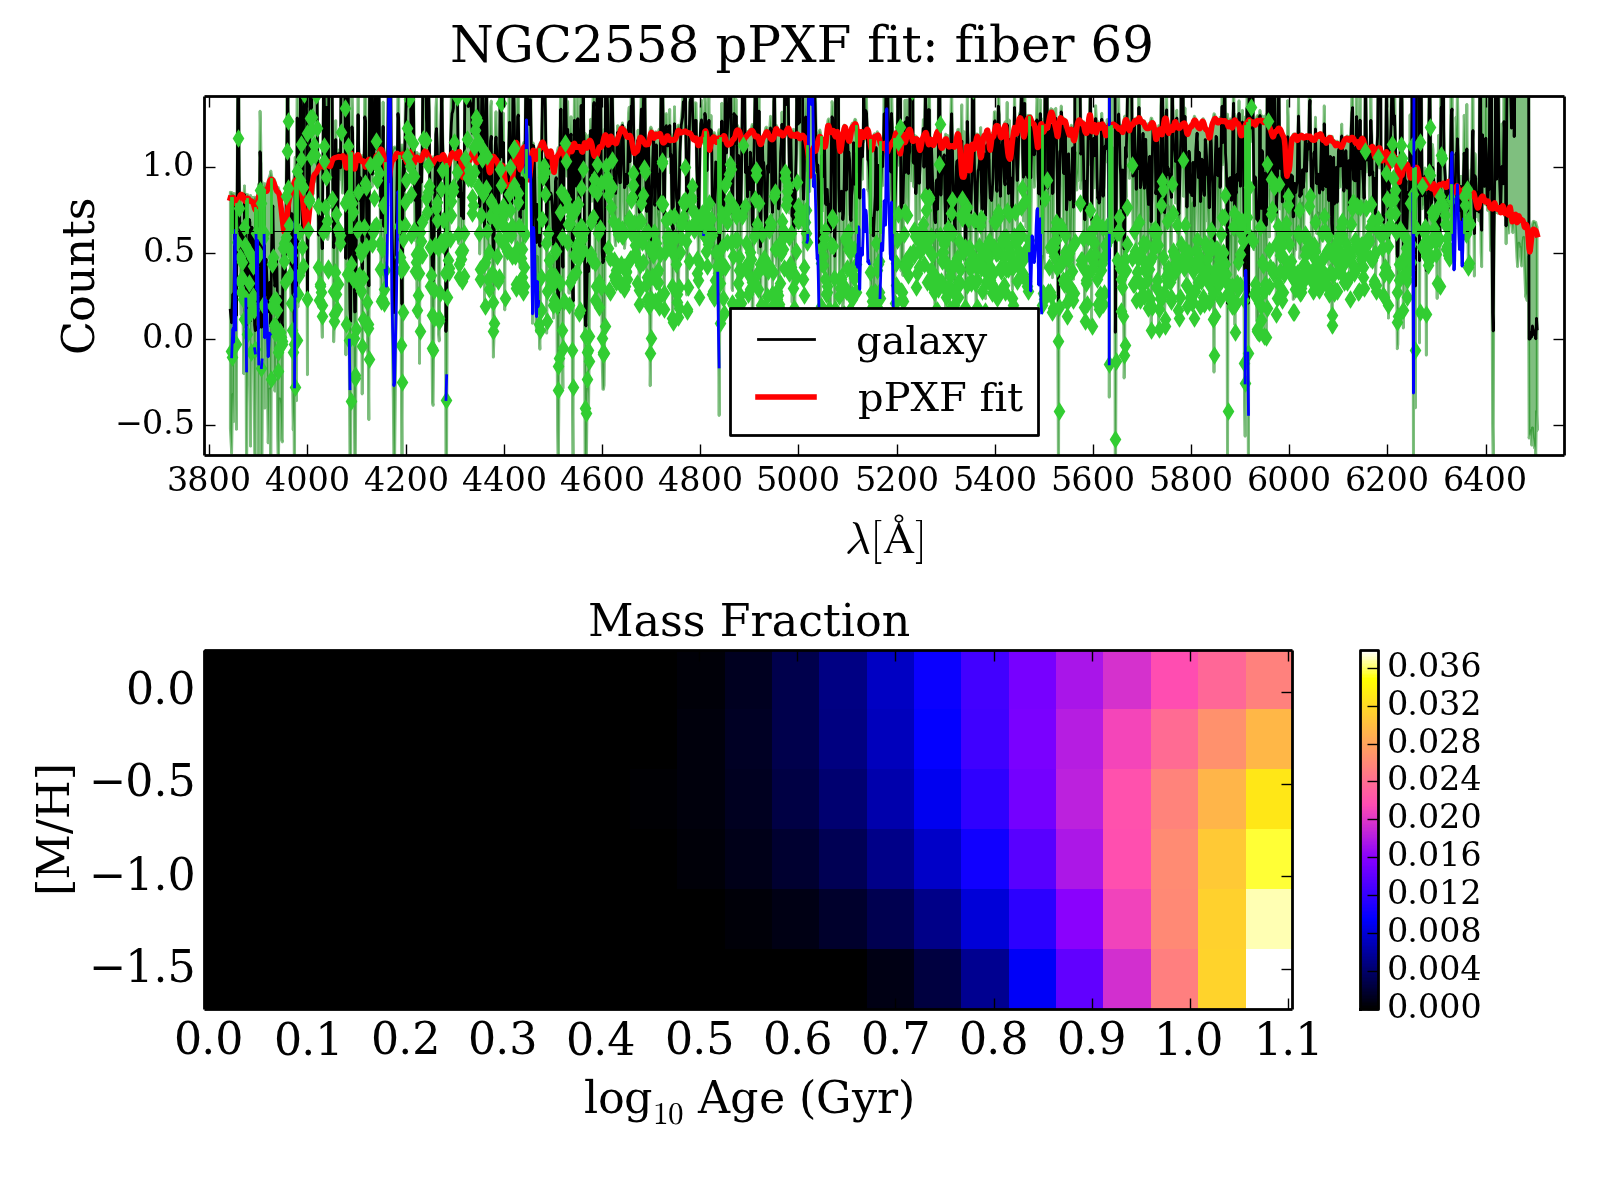 NGC2558 pPXF fit: fiber 69
Counts
1.0
0.5
0.0
−0.5
galaxy
pPXF fit
3800 4000 4200 4400 4600 4800 5000 5200 5400 5600 5800 6000 6200 6400
λ[Å]
Mass Fraction
[M/H]
0.0
−0.5
−1.0
−1.5
0.0 0.1 0.2 0.3 0.4 0.5 0.6 0.7 0.8 0.9 1.0 1.1
log₁₀ Age (Gyr)
0.036
0.032
0.028
0.024
0.020
0.016
0.012
0.008
0.004
0.000